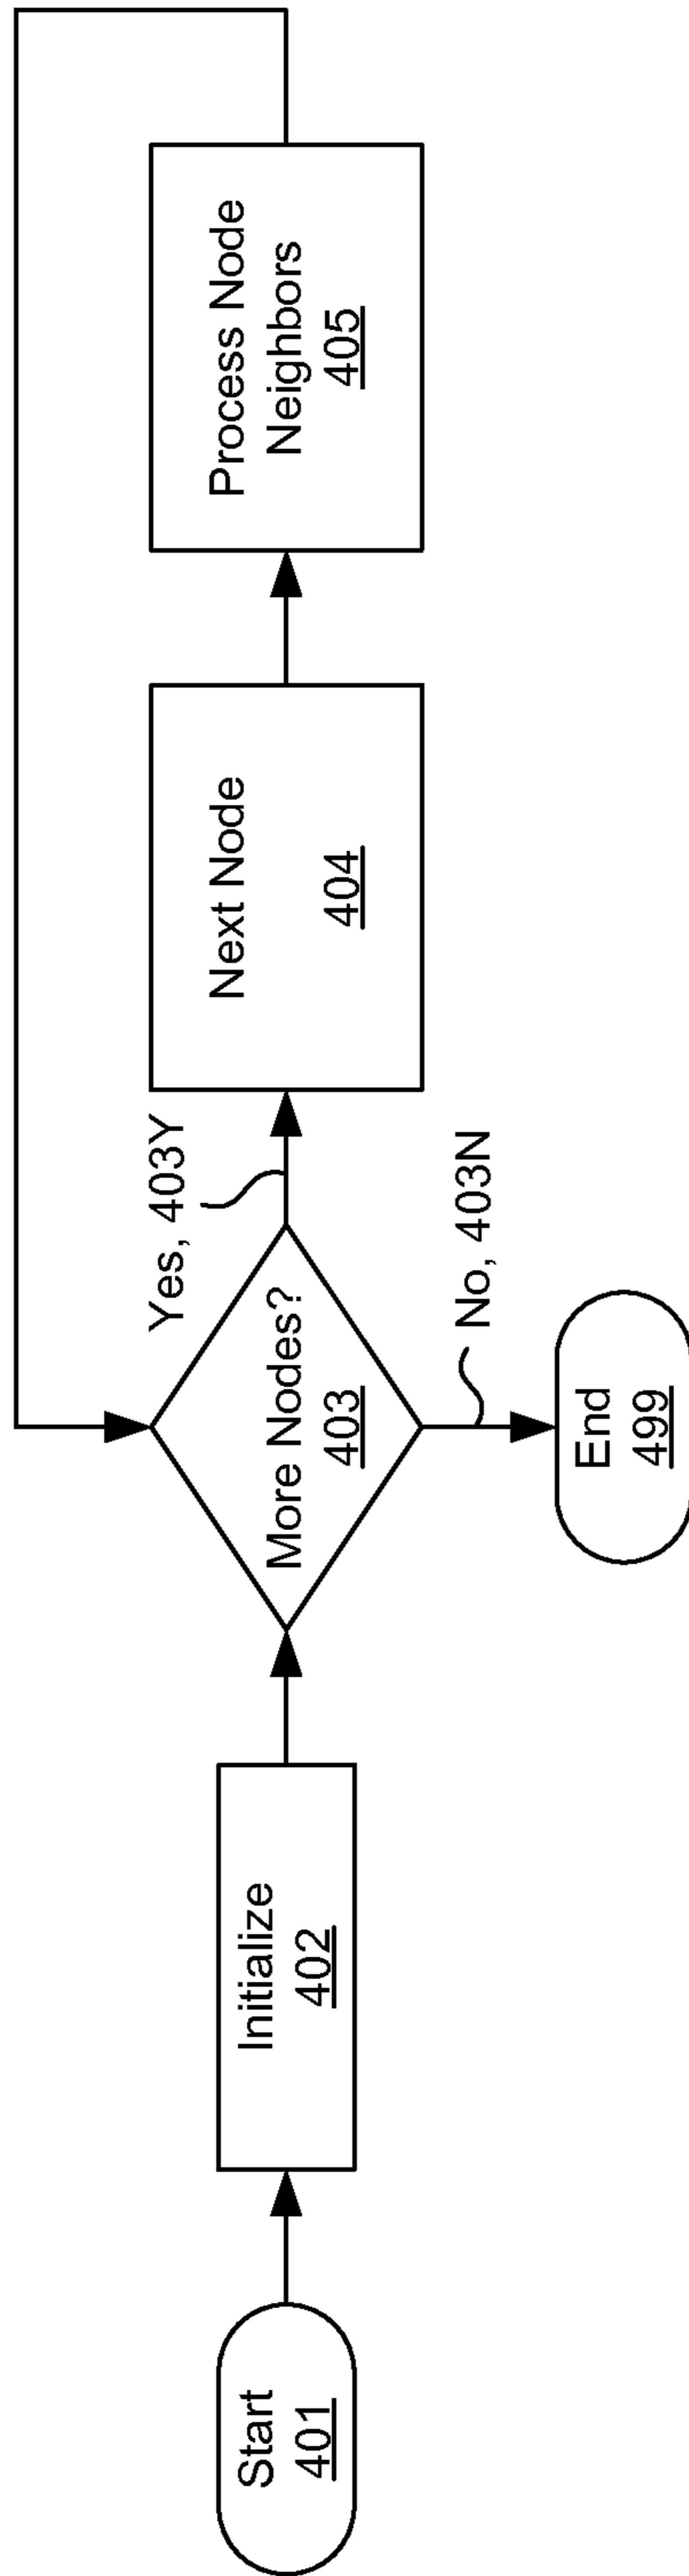 Start
401
Initialize
402
More Nodes?
403
Yes, 403Y
No, 403N
Next Node
404
Process Node
Neighbors
405
End
499